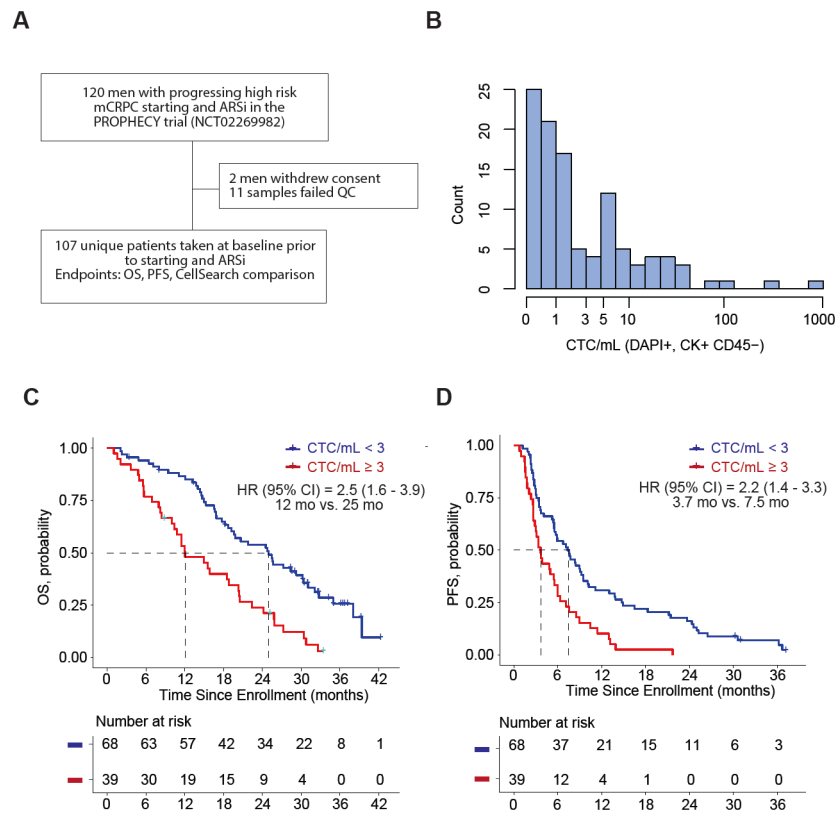 A
120 men with progressing high risk
mCRPC starting and ARSi in the
PROPHECY trial (NCT02269982)
2 men withdrew consent
11 samples failed QC
107 unique patients taken at baseline prior
to starting and ARSi
Endpoints: OS, PFS, CellSearch comparison
B
Count
25
20
15
10
5
0
0 1 3 5 10 100 1000
CTC/mL (DAPI+, CK+ CD45−)
C
OS, probability
1.00
0.75
0.50
0.25
0.00
CTC/mL < 3
CTC/mL ≥ 3
HR (95% CI) = 2.5 (1.6 - 3.9)
12 mo vs. 25 mo
0 6 12 18 24 30 36 42
Time Since Enrollment (months)
Number at risk
68 63 57 42 34 22 8 1
39 30 19 15 9 4 0 0
0 6 12 18 24 30 36 42
D
PFS, probability
1.00
0.75
0.50
0.25
0.00
CTC/mL < 3
CTC/mL ≥ 3
HR (95% CI) = 2.2 (1.4 - 3.3)
3.7 mo vs. 7.5 mo
0 6 12 18 24 30 36
Time Since Enrollment (months)
Number at risk
68 37 21 15 11 6 3
39 12 4 1 0 0 0
0 6 12 18 24 30 36